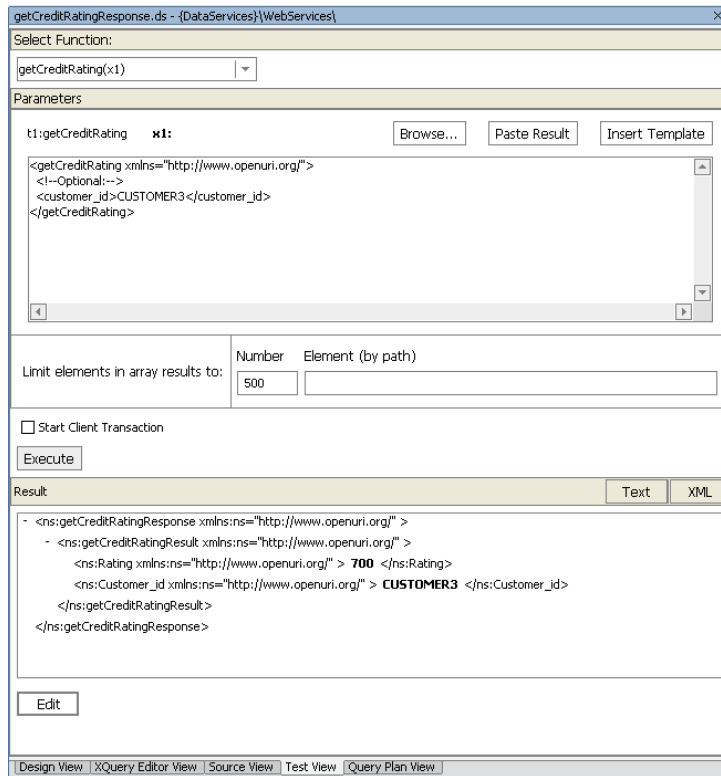 getCreditRatingResponse.ds - {DataServices}\WebServices\
Select Function:
getCreditRating(x1)
Parameters
t1:getCreditRating x1: Browse... Paste Result Insert Template
<getCreditRating xmlns="http://www.openuri.org/">
<!--Optional:-->
<customer_id>CUSTOMER3</customer_id>
</getCreditRating>
Limit elements in array results to: Number Element (by path)
500
Start Client Transaction
Execute
Result Text XML
- <ns:getCreditRatingResponse xmlns:ns="http://www.openuri.org/" >
- <ns:getCreditRatingResult xmlns:ns="http://www.openuri.org/" >
<ns:Rating xmlns:ns="http://www.openuri.org/" > 700 </ns:Rating>
<ns:Customer_id xmlns:ns="http://www.openuri.org/" > CUSTOMER3 </ns:Customer_id>
</ns:getCreditRatingResult>
</ns:getCreditRatingResponse>
Edit
Design View XQuery Editor View Source View Test View Query Plan View